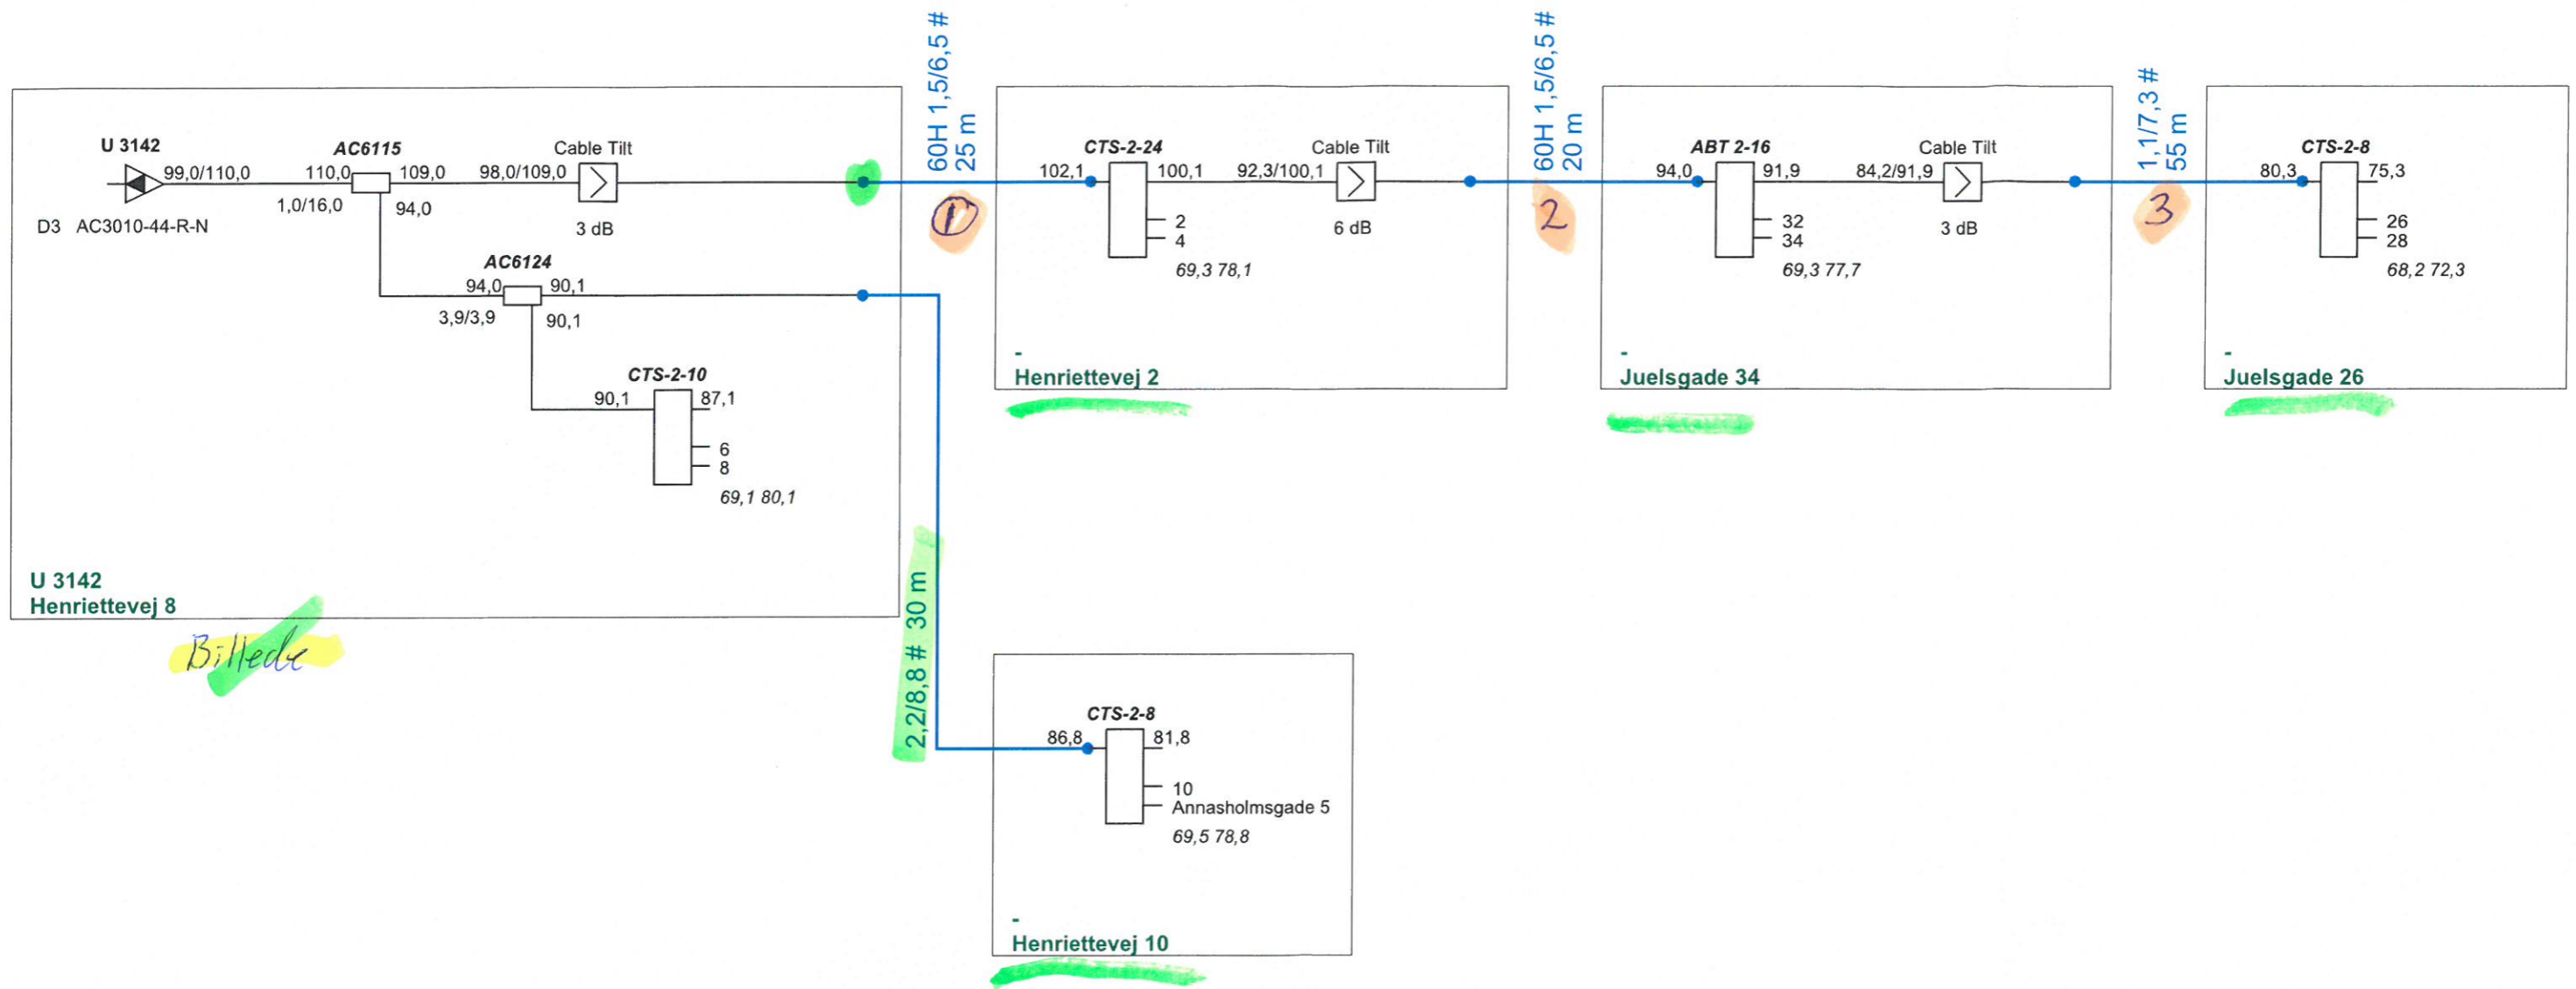 U 3142
99,0/110,0
D3 AC3010-44-R-N
AC6115
110,0
109,0
1,0/16,0
94,0
98,0/109,0
Cable Tilt
3 dB
AC6124
94,0
90,1
3,9/3,9
90,1
CTS-2-10
90,1
87,1
6
8
69,1 80,1
U 3142
Henriettevej 8
Billede
60H 1,5/6,5 #
25 m
1
CTS-2-24
102,1
100,1
2
4
69,3 78,1
92,3/100,1
Cable Tilt
6 dB
-
Henriettevej 2
60H 1,5/6,5 #
20 m
2
ABT 2-16
94,0
91,9
32
34
69,3 77,7
84,2/91,9
Cable Tilt
3 dB
-
Juelsgade 34
1,1/7,3 #
55 m
3
CTS-2-8
80,3
75,3
26
28
68,2 72,3
-
Juelsgade 26
2,2/8,8 # 30 m
CTS-2-8
86,8
81,8
10
Annasholmsgade 5
69,5 78,8
-
Henriettevej 10